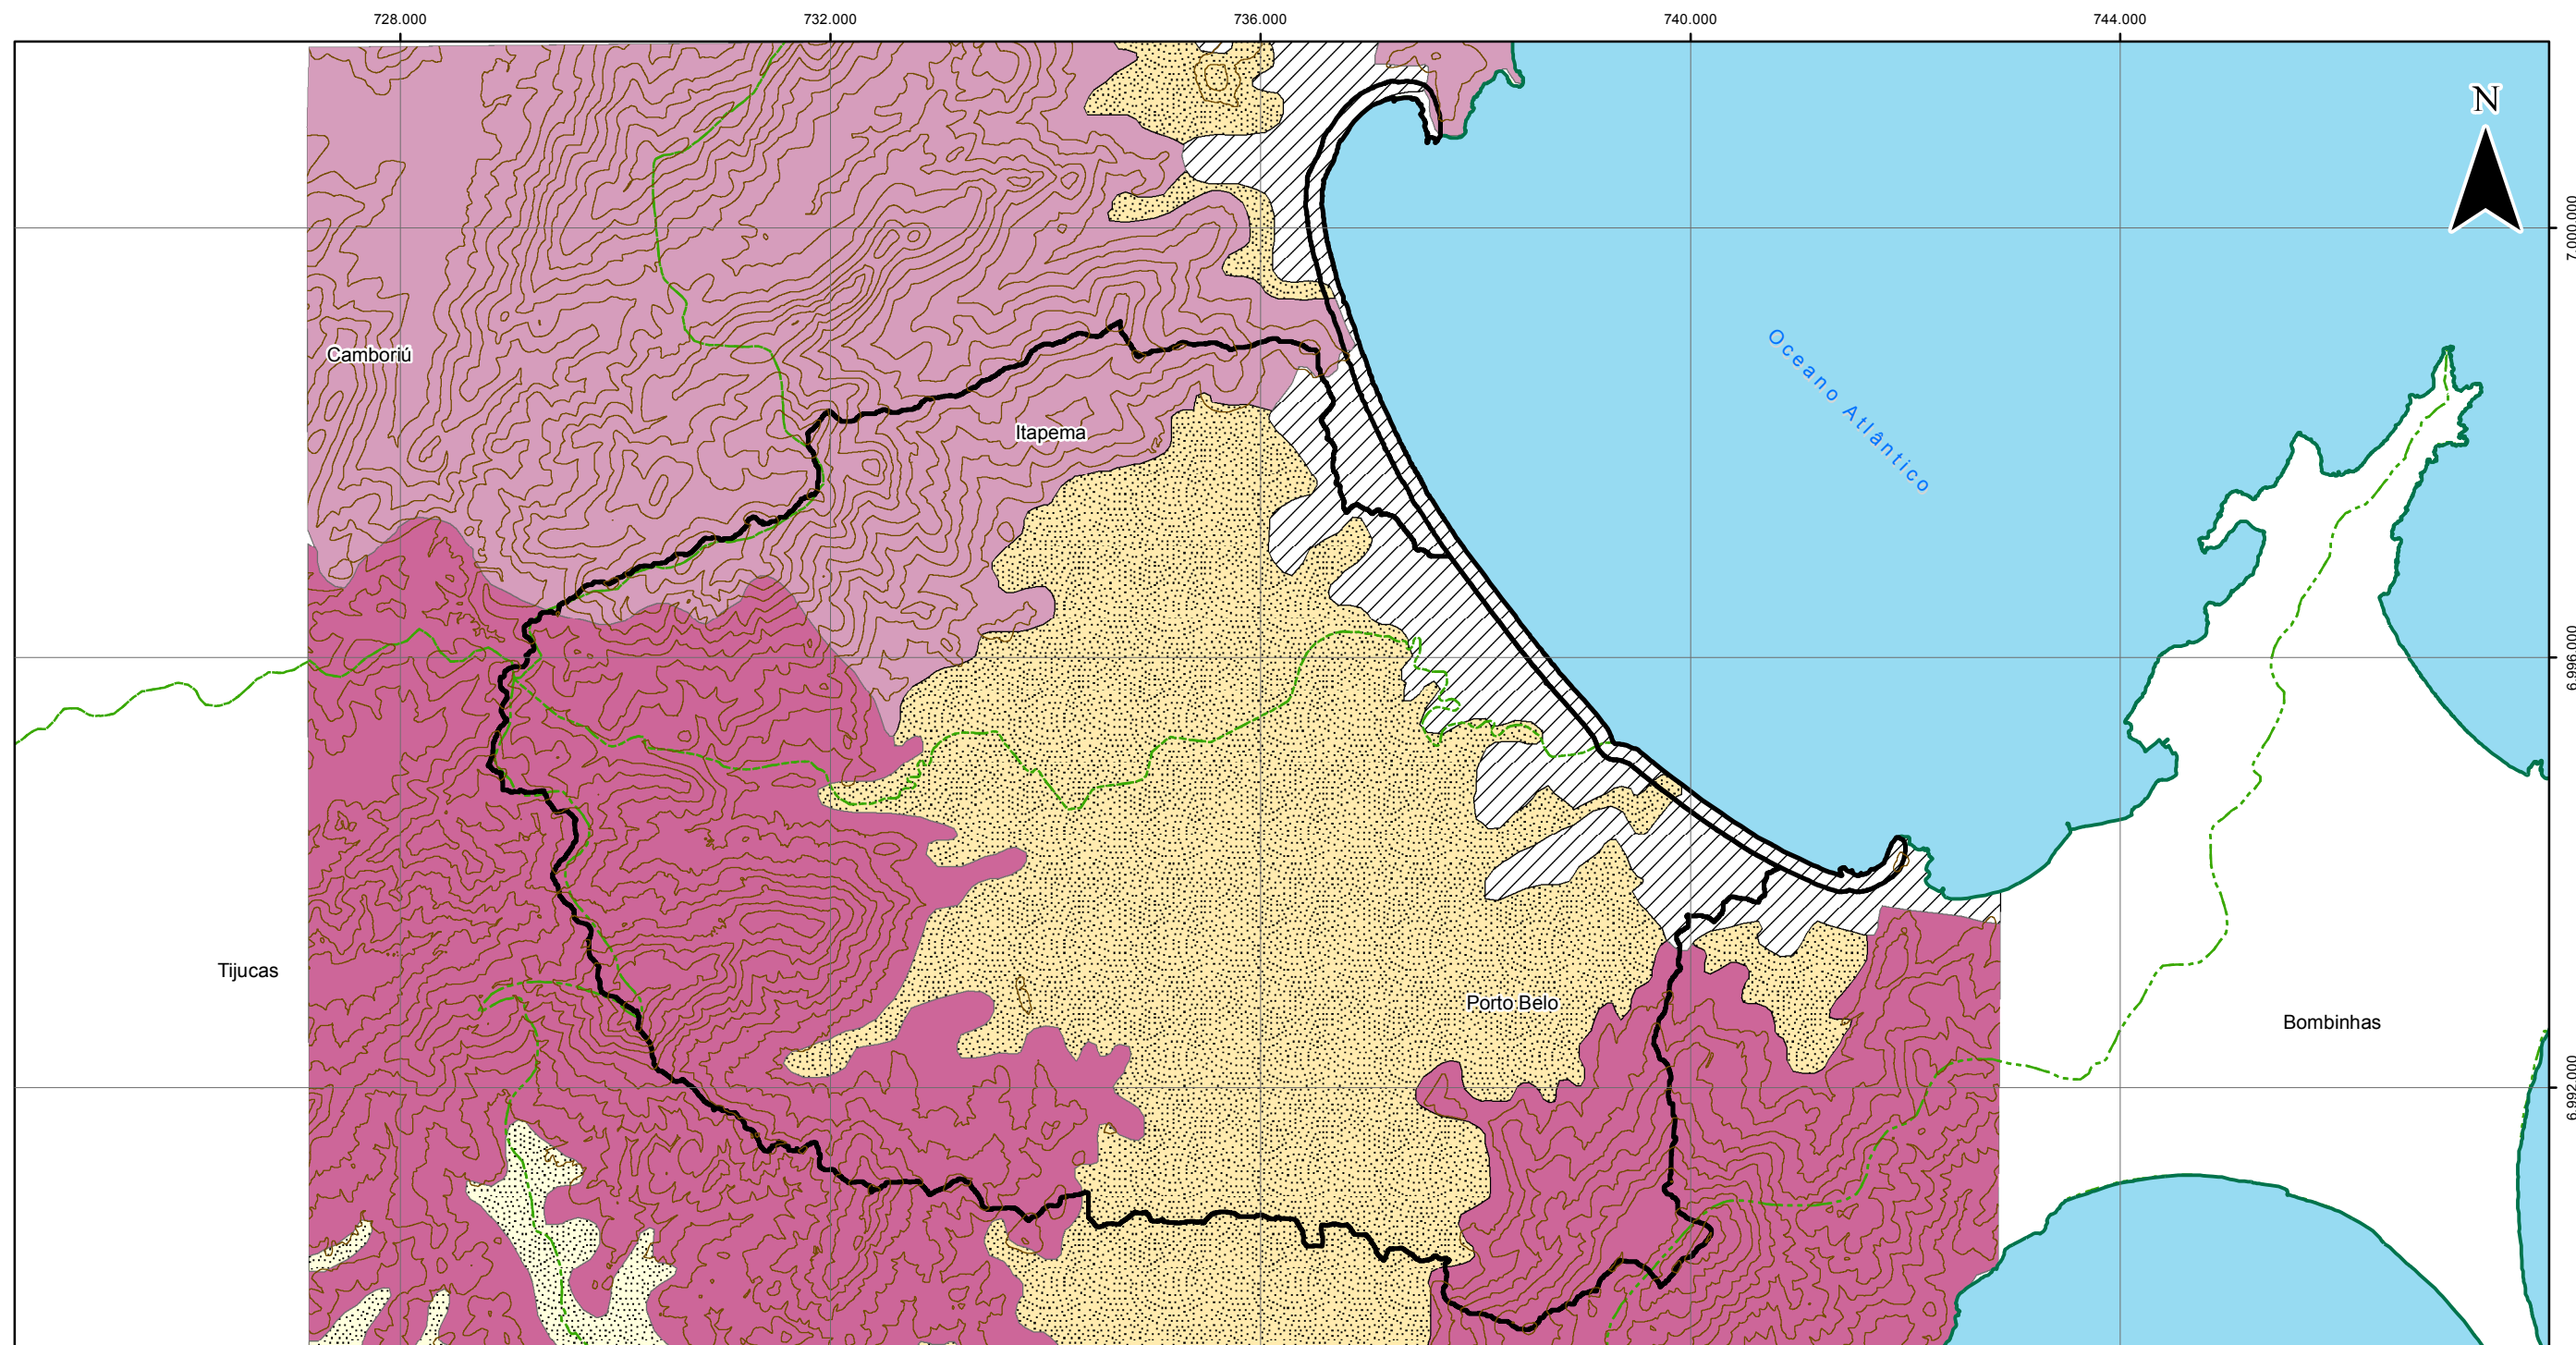 728.000
732.000
736.000
740.000
744.000
N
7.000.000
Oceano Atlântico
Camboriú
Itapema
6.996.000
Tijucas
Porto Belo
Bombinhas
6.992.000